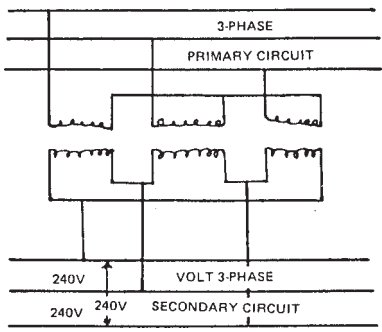 3-PHASE
PRIMARY CIRCUIT
240V VOLT 3-PHASE
240V
240V SECONDARY CIRCUIT